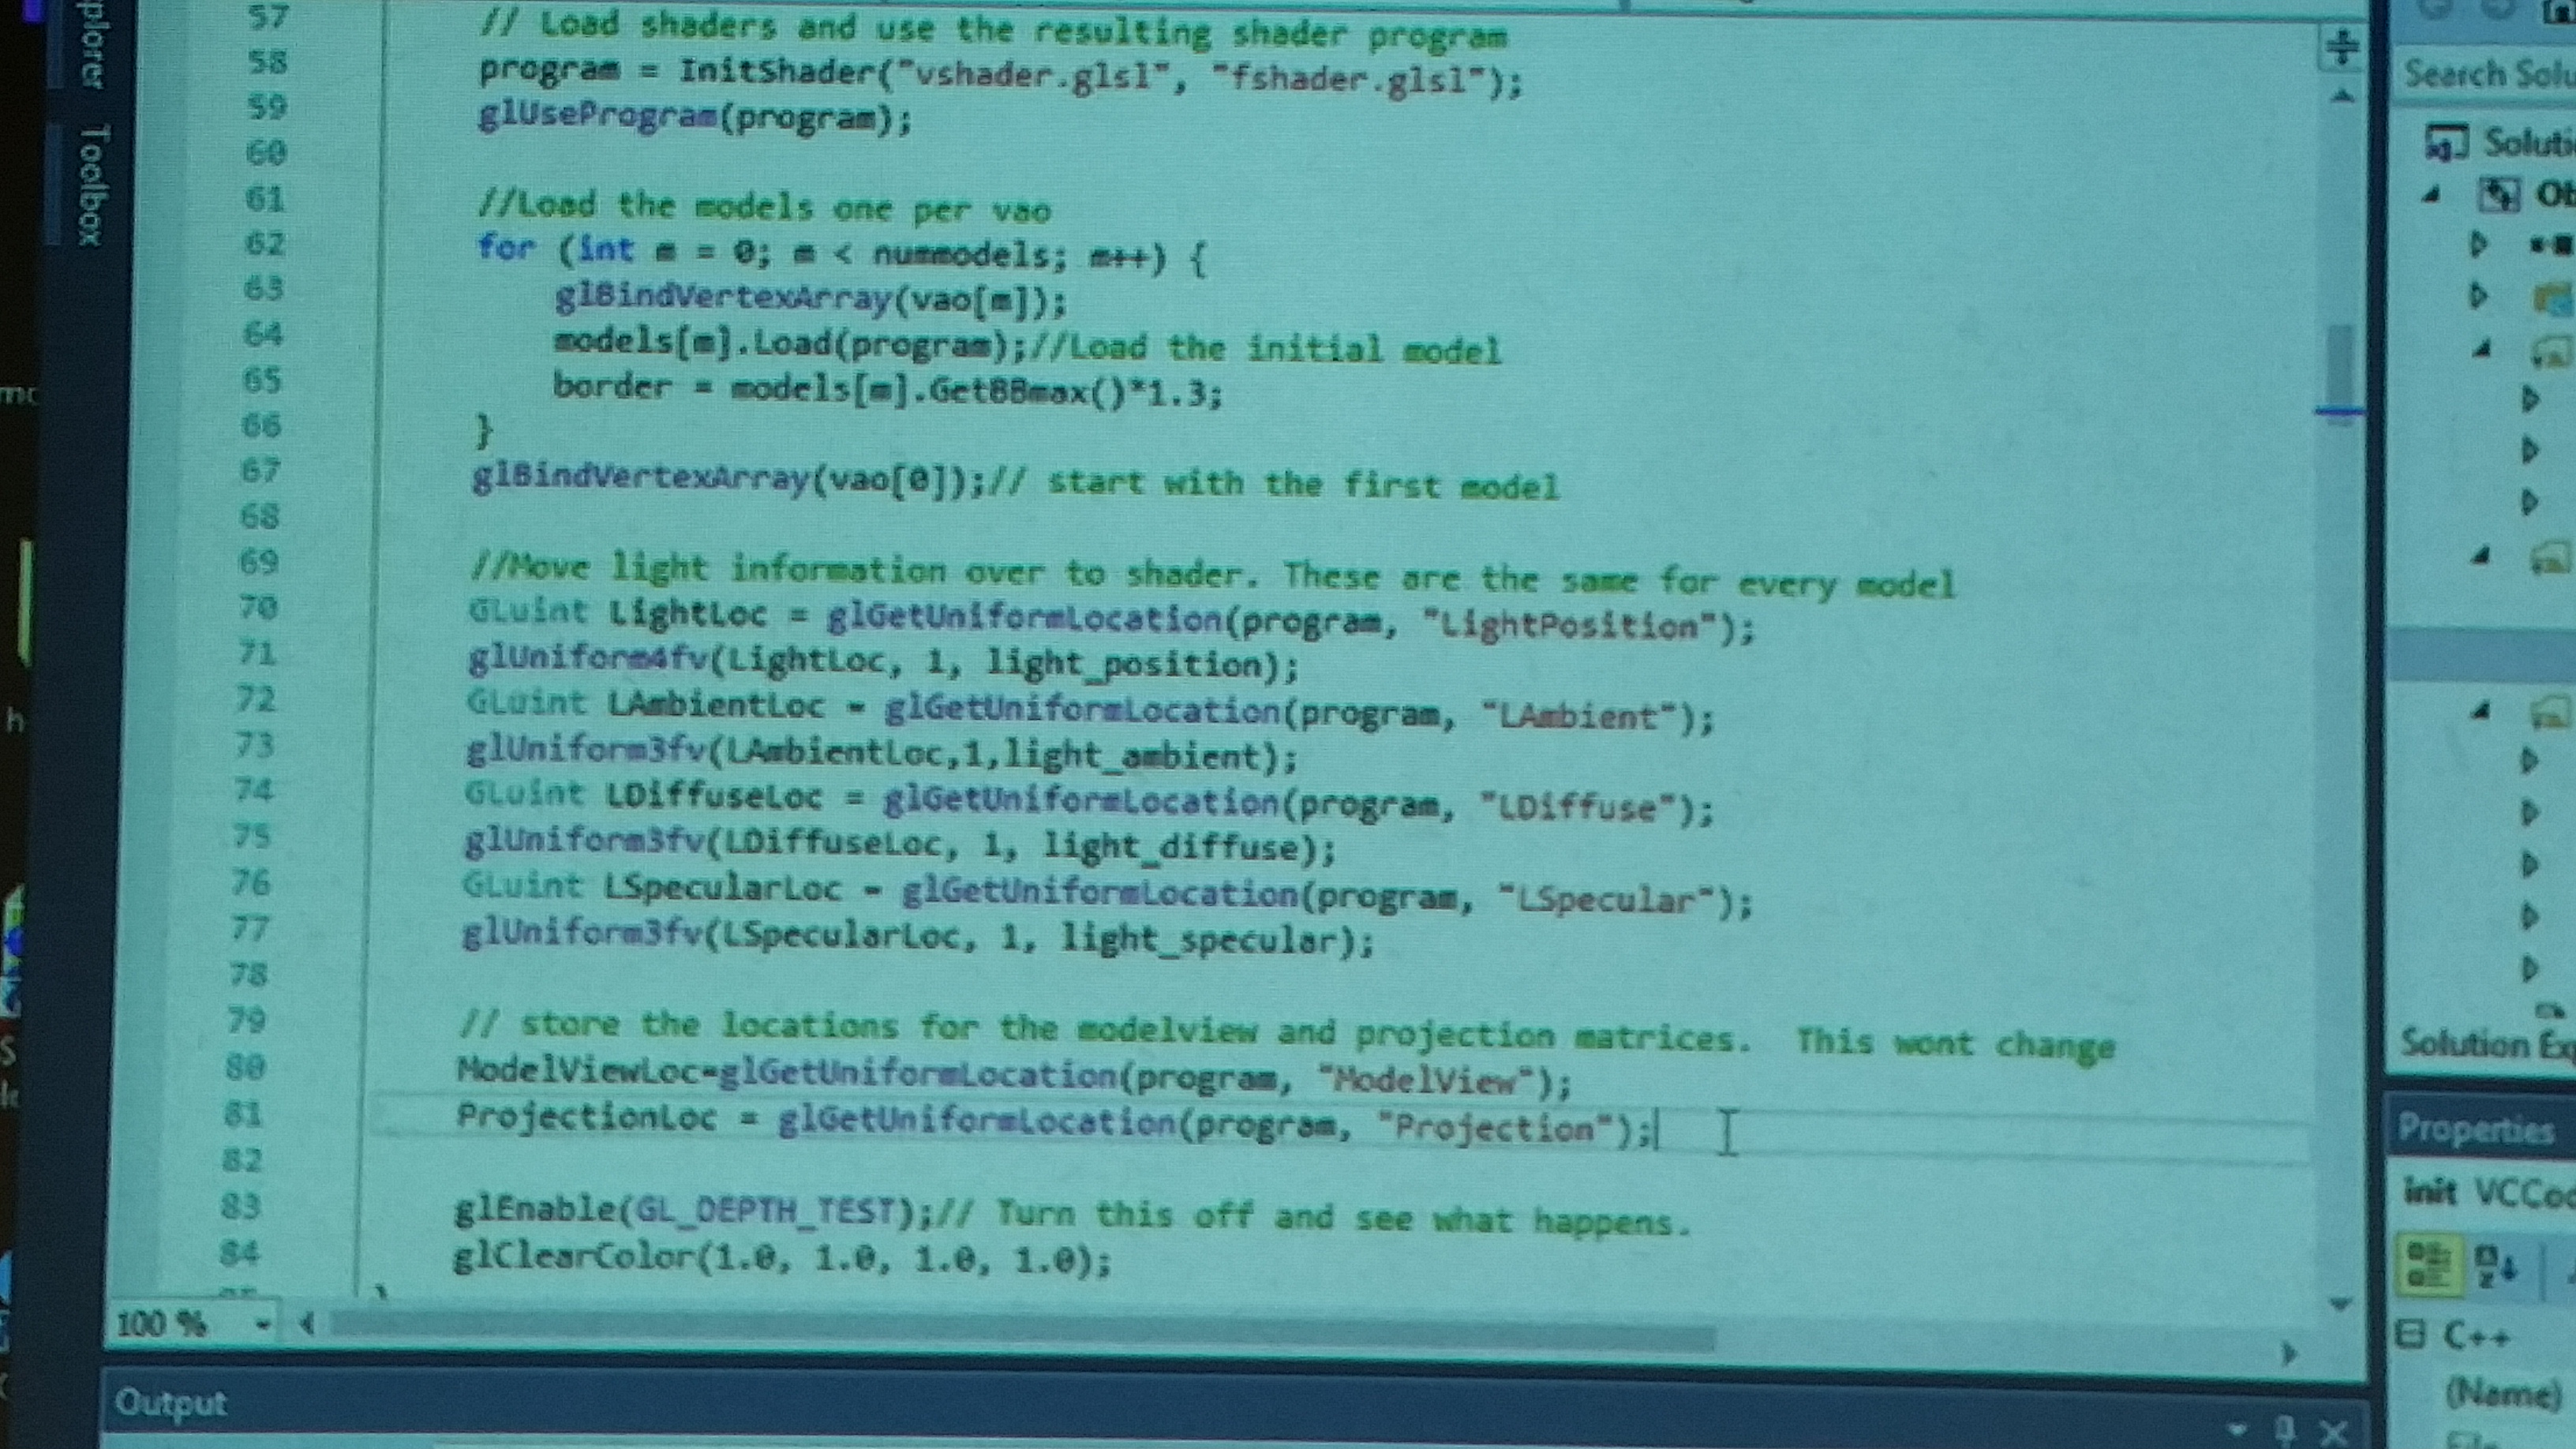 plorer
Toolbox
57 // Load shaders and use the resulting shader program
58 program = InitShader("vshader.glsl", "fshader.glsl");
59 glUseProgram(program);
60
61 //Load the models one per vao
62 for (int m = 0; m < nummodels; m++) {
63 glBindVertexArray(vao[m]);
64 models[m].Load(program);//Load the initial model
65 border = models[m].GetBBmax()*1.3;
66 }
67 glBindVertexArray(vao[0]);// start with the first model
68
69 //Move light information over to shader. These are the same for every model
70 GLuint LightLoc = glGetUniformLocation(program, "LightPosition");
71 glUniform4fv(LightLoc, 1, light_position);
72 GLuint LAmbientLoc = glGetUniformLocation(program, "LAmbient");
73 glUniform3fv(LAmbientLoc,1,light_ambient);
74 GLuint LDiffuseLoc = glGetUniformLocation(program, "LDiffuse");
75 glUniform3fv(LDiffuseLoc, 1, light_diffuse);
76 GLuint LSpecularLoc = glGetUniformLocation(program, "LSpecular");
77 glUniform3fv(LSpecularLoc, 1, light_specular);
78
79 // store the locations for the modelview and projection matrices.  This wont change
80 ModelViewLoc=glGetUniformLocation(program, "ModelView");
81 ProjectionLoc = glGetUniformLocation(program, "Projection");
82
83 glEnable(GL_DEPTH_TEST);// Turn this off and see what happens.
84 glClearColor(1.0, 1.0, 1.0, 1.0);
100 %
Output
Search Solu
Soluti
Ob
Solution Ex
Properties
init VCCod
C++
(Name)